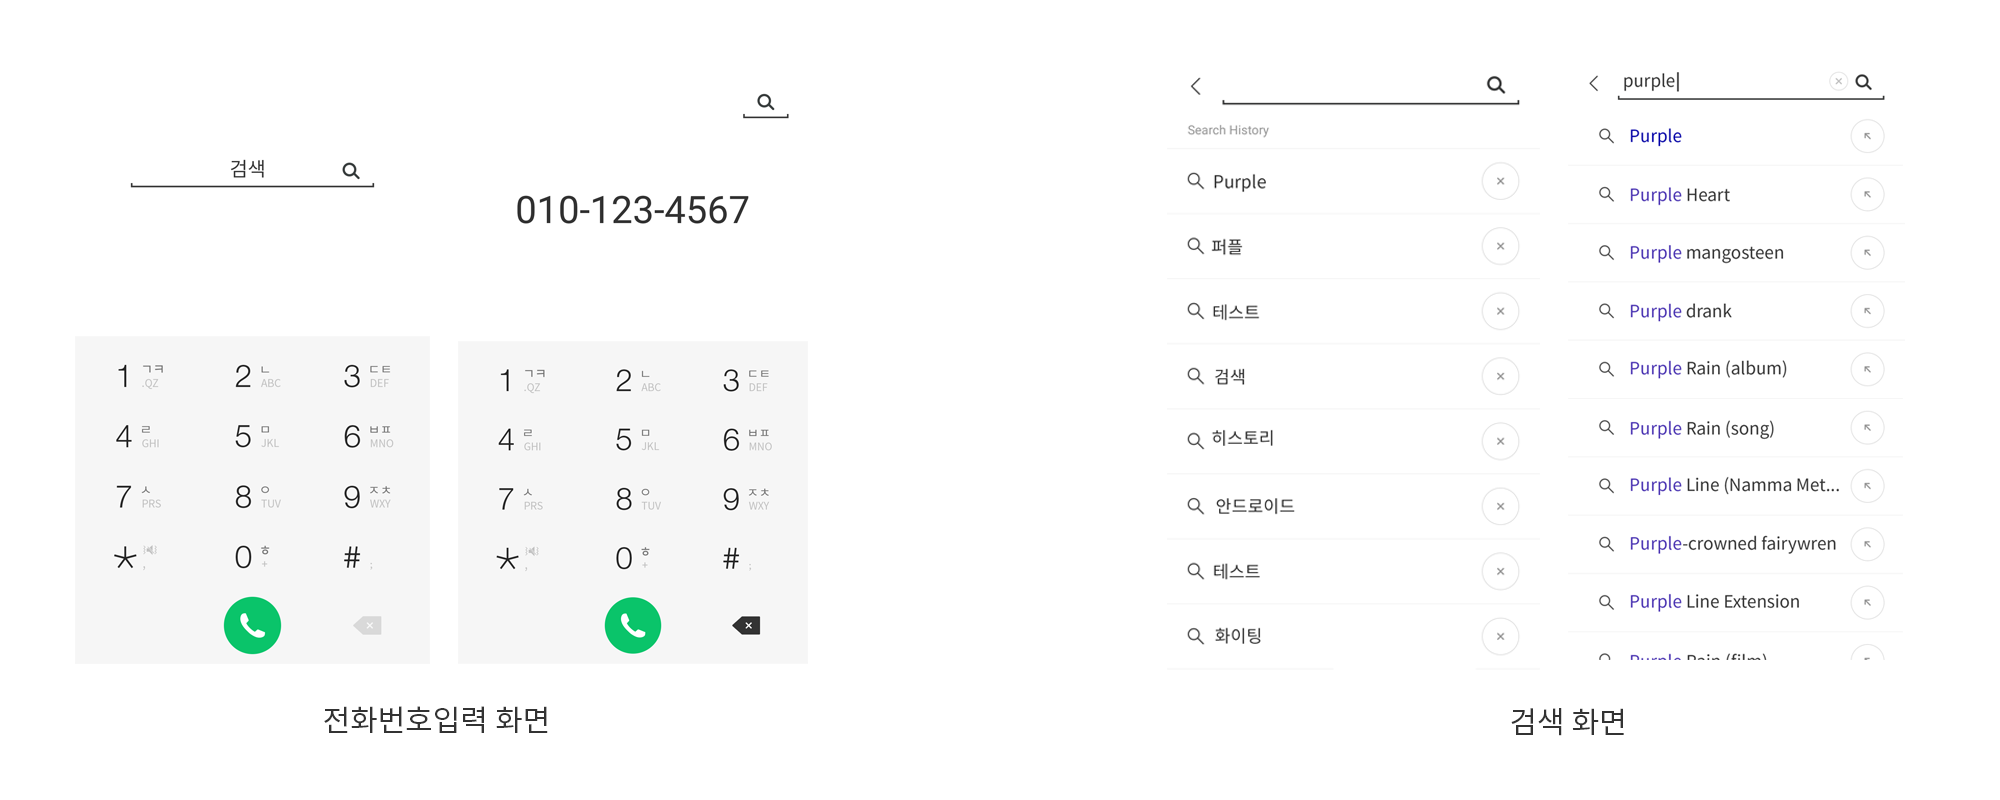 검색
1 ㄱㅋ 2 ㄴ 3 ㄷㅌ
.QZ ABC DEF
4 ㄹ 5 ㅁ 6 ㅂㅍ
GHI JKL MNO
7 ㅅ 8 ㅇ 9 ㅈㅊ
PRS TUV WXY
* 0 ㅎ #
, + ;
010-123-4567
1 ㄱㅋ 2 ㄴ 3 ㄷㅌ
.QZ ABC DEF
4 ㄹ 5 ㅁ 6 ㅂㅍ
GHI JKL MNO
7 ㅅ 8 ㅇ 9 ㅈㅊ
PRS TUV WXY
* 0 ㅎ #
, + ;
전화번호입력 화면
Search History
Purple
퍼플
테스트
검색
히스토리
안드로이드
테스트
화이팅
purple
Purple
Purple Heart
Purple mangosteen
Purple drank
Purple Rain (album)
Purple Rain (song)
Purple Line (Namma Met...
Purple-crowned fairywren
Purple Line Extension
Purple Rain (film)
검색 화면